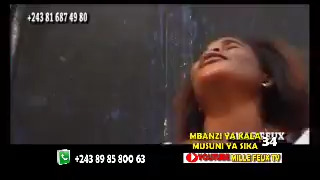 +243 81 687 49 80
MBANZI YA KALA
MUSUNI YA SIKA
34
+243 89 85 800 63
YOUTUBE MILLE FEUX TV